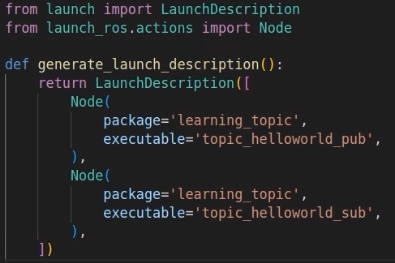 from launch import LaunchDescription
from launch_ros.actions import Node

def generate_launch_description():
    return LaunchDescription([
        Node(
            package='learning_topic',
            executable='topic_helloworld_pub',
        ),
        Node(
            package='learning_topic',
            executable='topic_helloworld_sub',
        ),
    ])